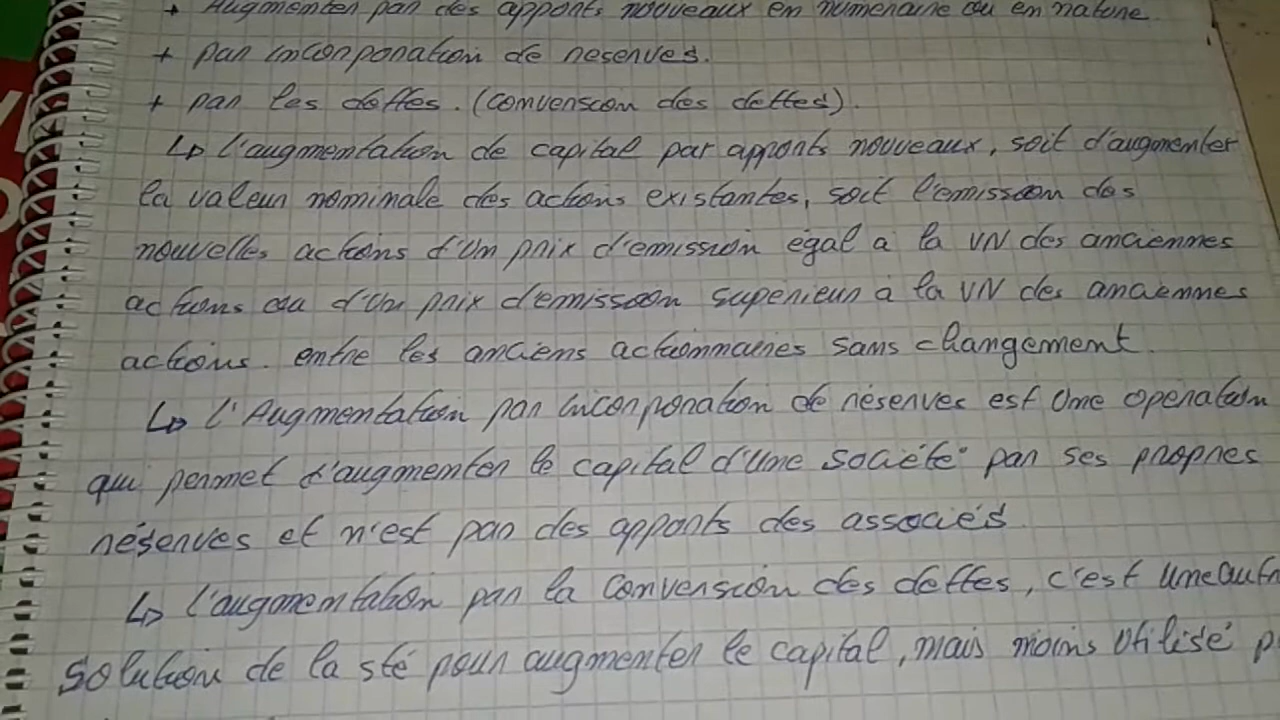 + Augmenter par des apports nouveaux en numeraire ou en nature.
+ par incorporation de reserves.
+ par les dettes. (conversion des dettes).
↳ l'augmentation de capital par apports nouveaux, soit d'augmenter
la valeur nominale des actions existantes, soit l'emission des
nouvelles actions d'un prix d'emission égal a la VN des anciennes
actions ou d'un prix d'emission superieur à la VN des anciennes
actions. entre les anciens actionnaires sans changement.
↳ l'Augmentation par incorporation de réserves est une operation
qui permet d'augmenter le capital d'une société par ses propres
réserves et n'est par des apports des associés.
↳ l'augmentation par la conversion des dettes, c'est une
solution de la sté pour augmenter le capital, mais moins utilisé